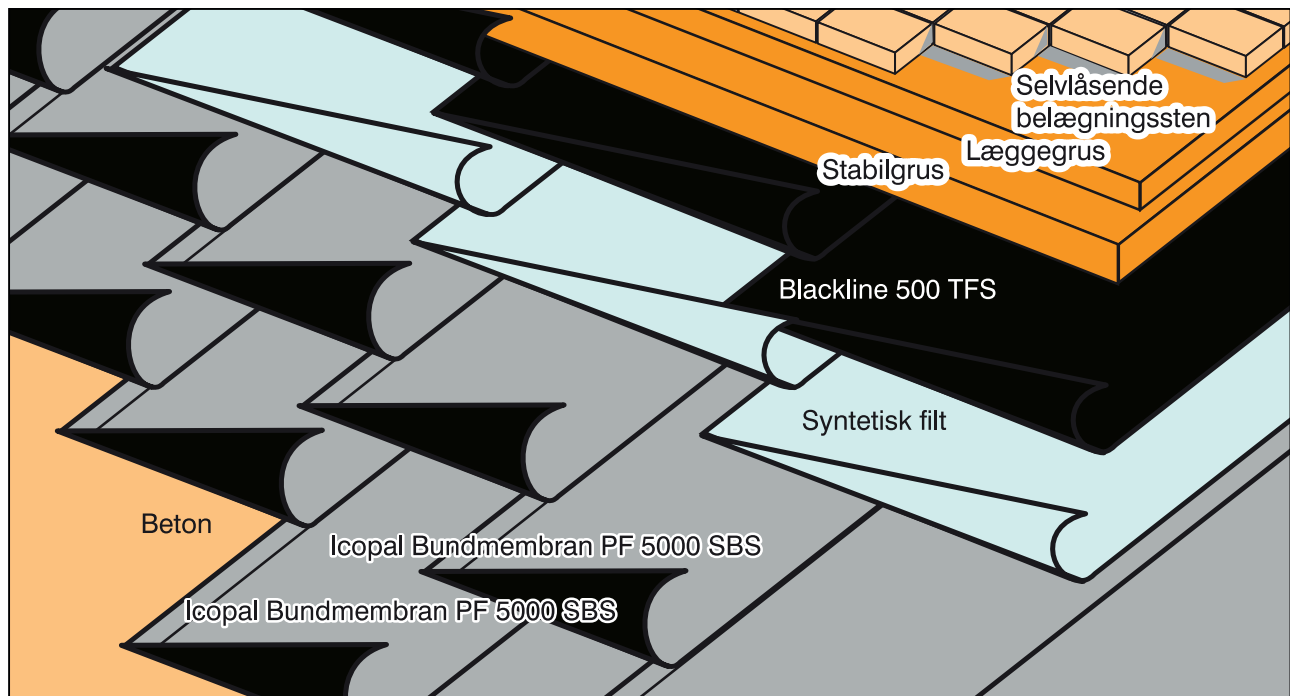 Selvlåsende
belægningssten
Læggegrus
Stabilgrus
Blackline 500 TFS
Syntetisk filt
Beton
Icopal Bundmembran PF 5000 SBS
Icopal Bundmembran PF 5000 SBS